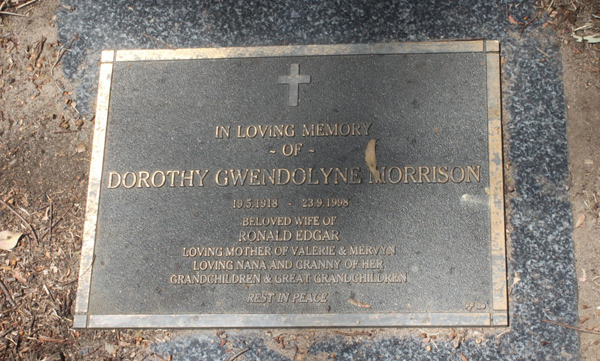 IN LOVING MEMORY
~ OF ~
DOROTHY GWENDOLYNE MORRISON
19.5.1918 - 23.9.1998
BELOVED WIFE OF
RONALD EDGAR
LOVING MOTHER OF VALERIE & MERVYN
LOVING NANA AND GRANNY OF HER
GRANDCHILDREN & GREAT GRANDCHILDREN
REST IN PEACE